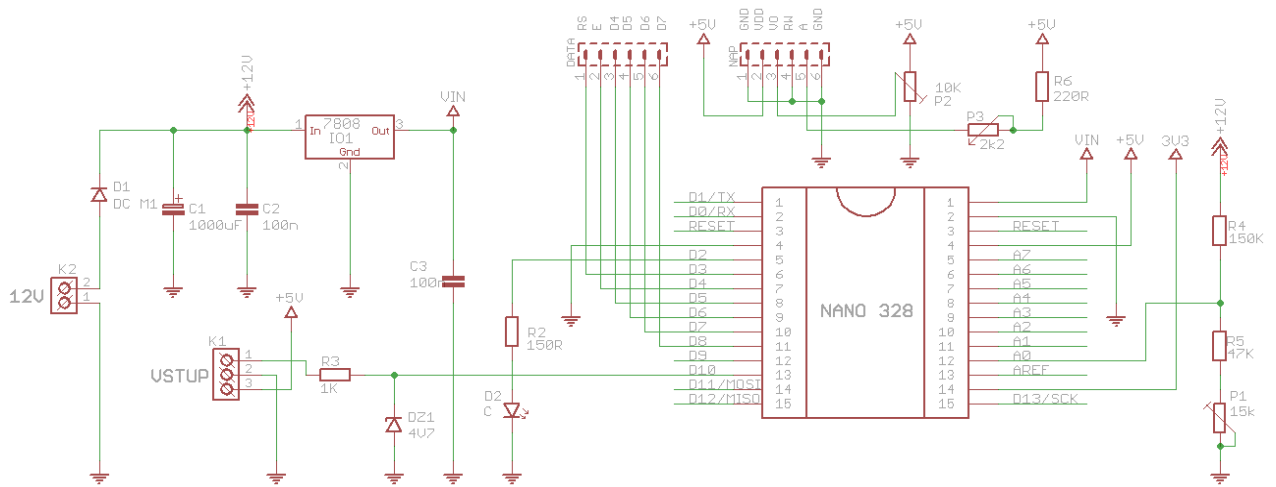 RS E D4 D5 D6 D7
DATA
1 2 3 4 5 6
+5V
GND VDD VO RW A GND
NAP
1 2 3 4 5 6
+5V
10K
P2
+5V
R6
220R
P3
2k2
+12V
+12V
1 In 7808 Out 3
IO1
Gnd
2
VIN
D1
DC M1
C1
1000uF
+
C2
100n
C3
100n
K2
2
1
12V
+5V
K1
1
2
3
VSTUP
R3
1K
DZ1
4V7
R2
150R
D2
C
VIN +5V 3V3
+12V
+12V
R4
150K
R5
47K
P1
15k
NANO 328
D1/TX 1
D0/RX 2
RESET 3
4
D2 5
D3 6
D4 7
D5 8
D6 9
D7 10
D8 11
D9 12
D10 13
D11/MOSI 14
D12/MISO 15
1
2
3 RESET
4
5 A7
6 A6
7 A5
8 A4
9 A3
10 A2
11 A1
12 A0
13 AREF
14
15 D13/SCK